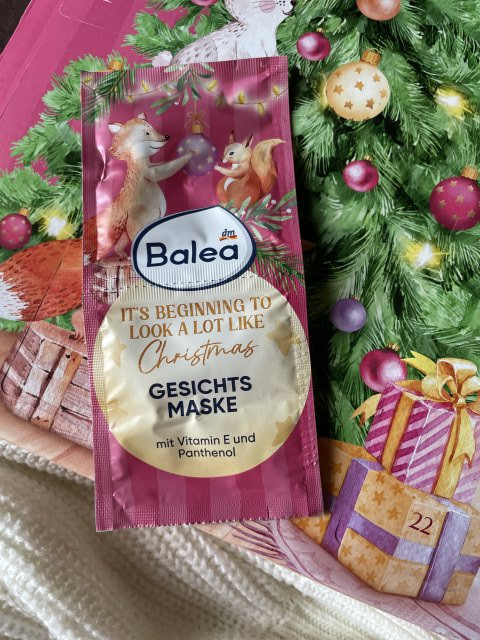 dm
Balea
IT'S BEGINNING TO
LOOK A LOT LIKE
Christmas
GESICHTS
MASKE
mit Vitamin E und
Panthenol
22